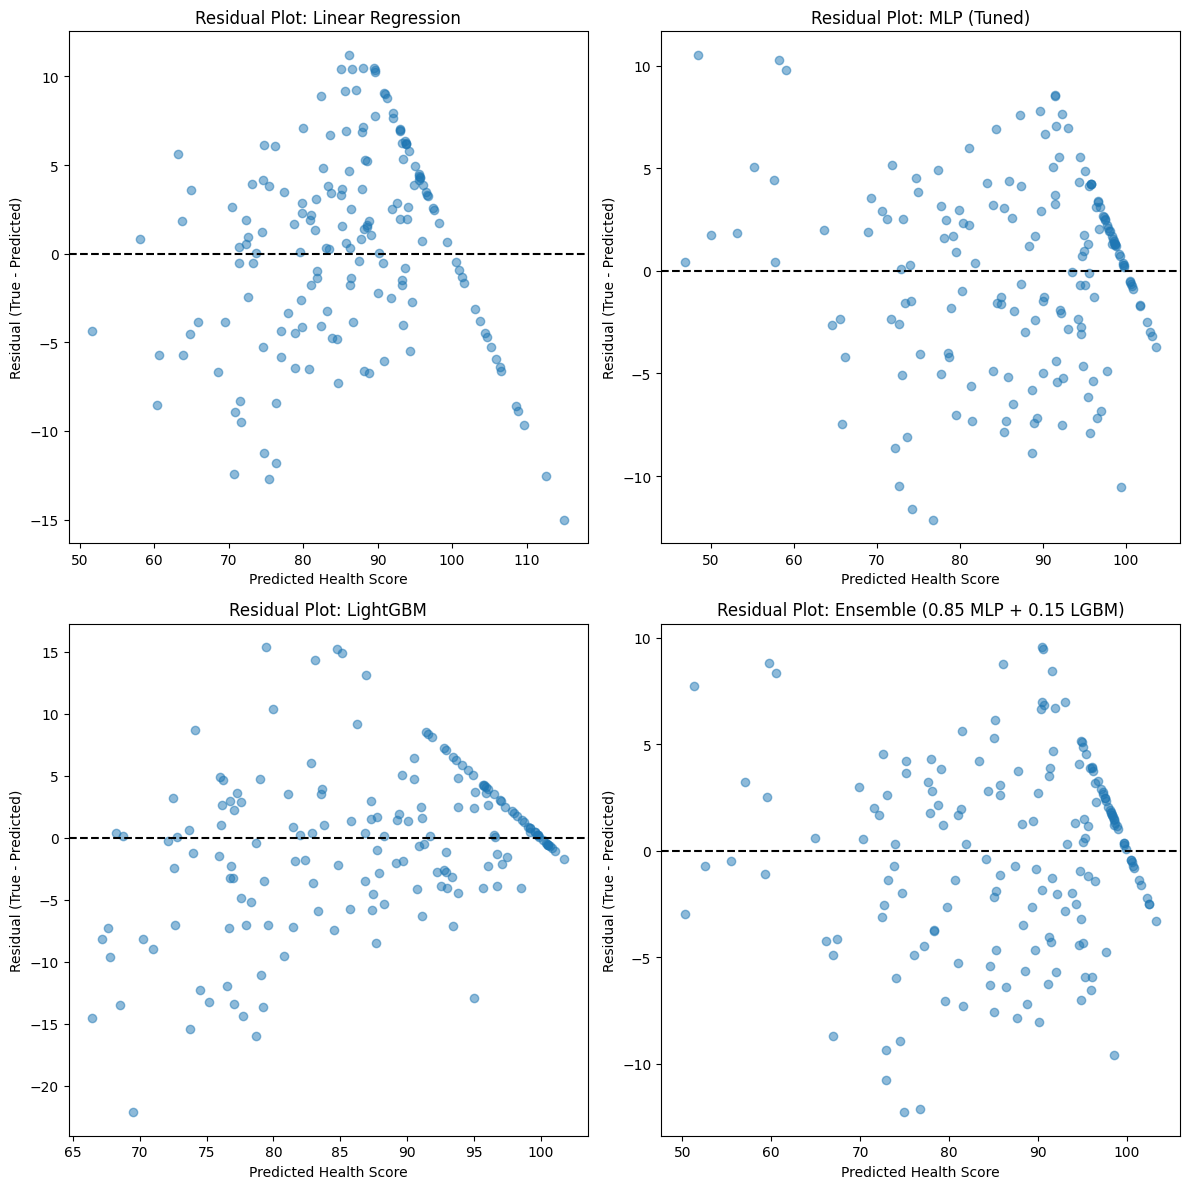 Residual Plot: Linear Regression
10
5
0
−5
−10
−15
50 60 70 80 90 100 110
Residual (True - Predicted)
Predicted Health Score
Residual Plot: MLP (Tuned)
10
5
0
−5
−10
50 60 70 80 90 100
Residual (True - Predicted)
Predicted Health Score
Residual Plot: LightGBM
15
10
5
0
−5
−10
−15
−20
65 70 75 80 85 90 95 100
Residual (True - Predicted)
Predicted Health Score
Residual Plot: Ensemble (0.85 MLP + 0.15 LGBM)
10
5
0
−5
−10
50 60 70 80 90 100
Residual (True - Predicted)
Predicted Health Score